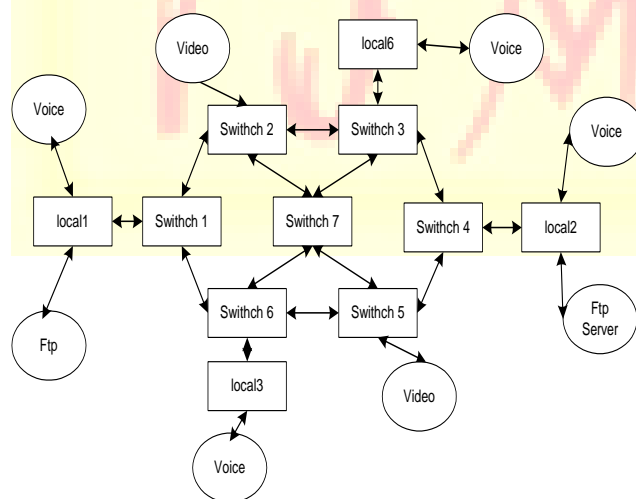 Video
local6
Voice
Voice
Swithch 2
Swithch 3
Voice
local1
Swithch 1
Swithch 7
Swithch 4
local2
Ftp
Swithch 6
Swithch 5
Ftp
Server
local3
Video
Voice